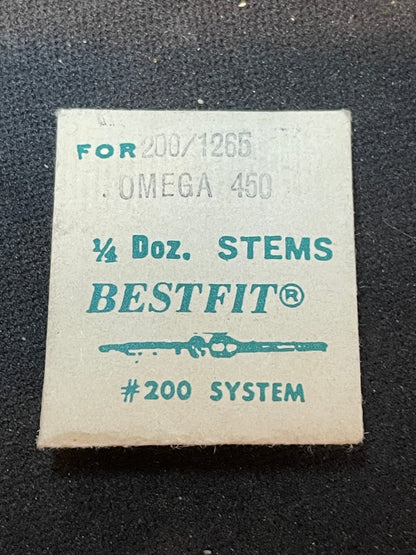 FOR 200/1265
OMEGA 450
¼ Doz. STEMS
BESTFIT®
#200 SYSTEM